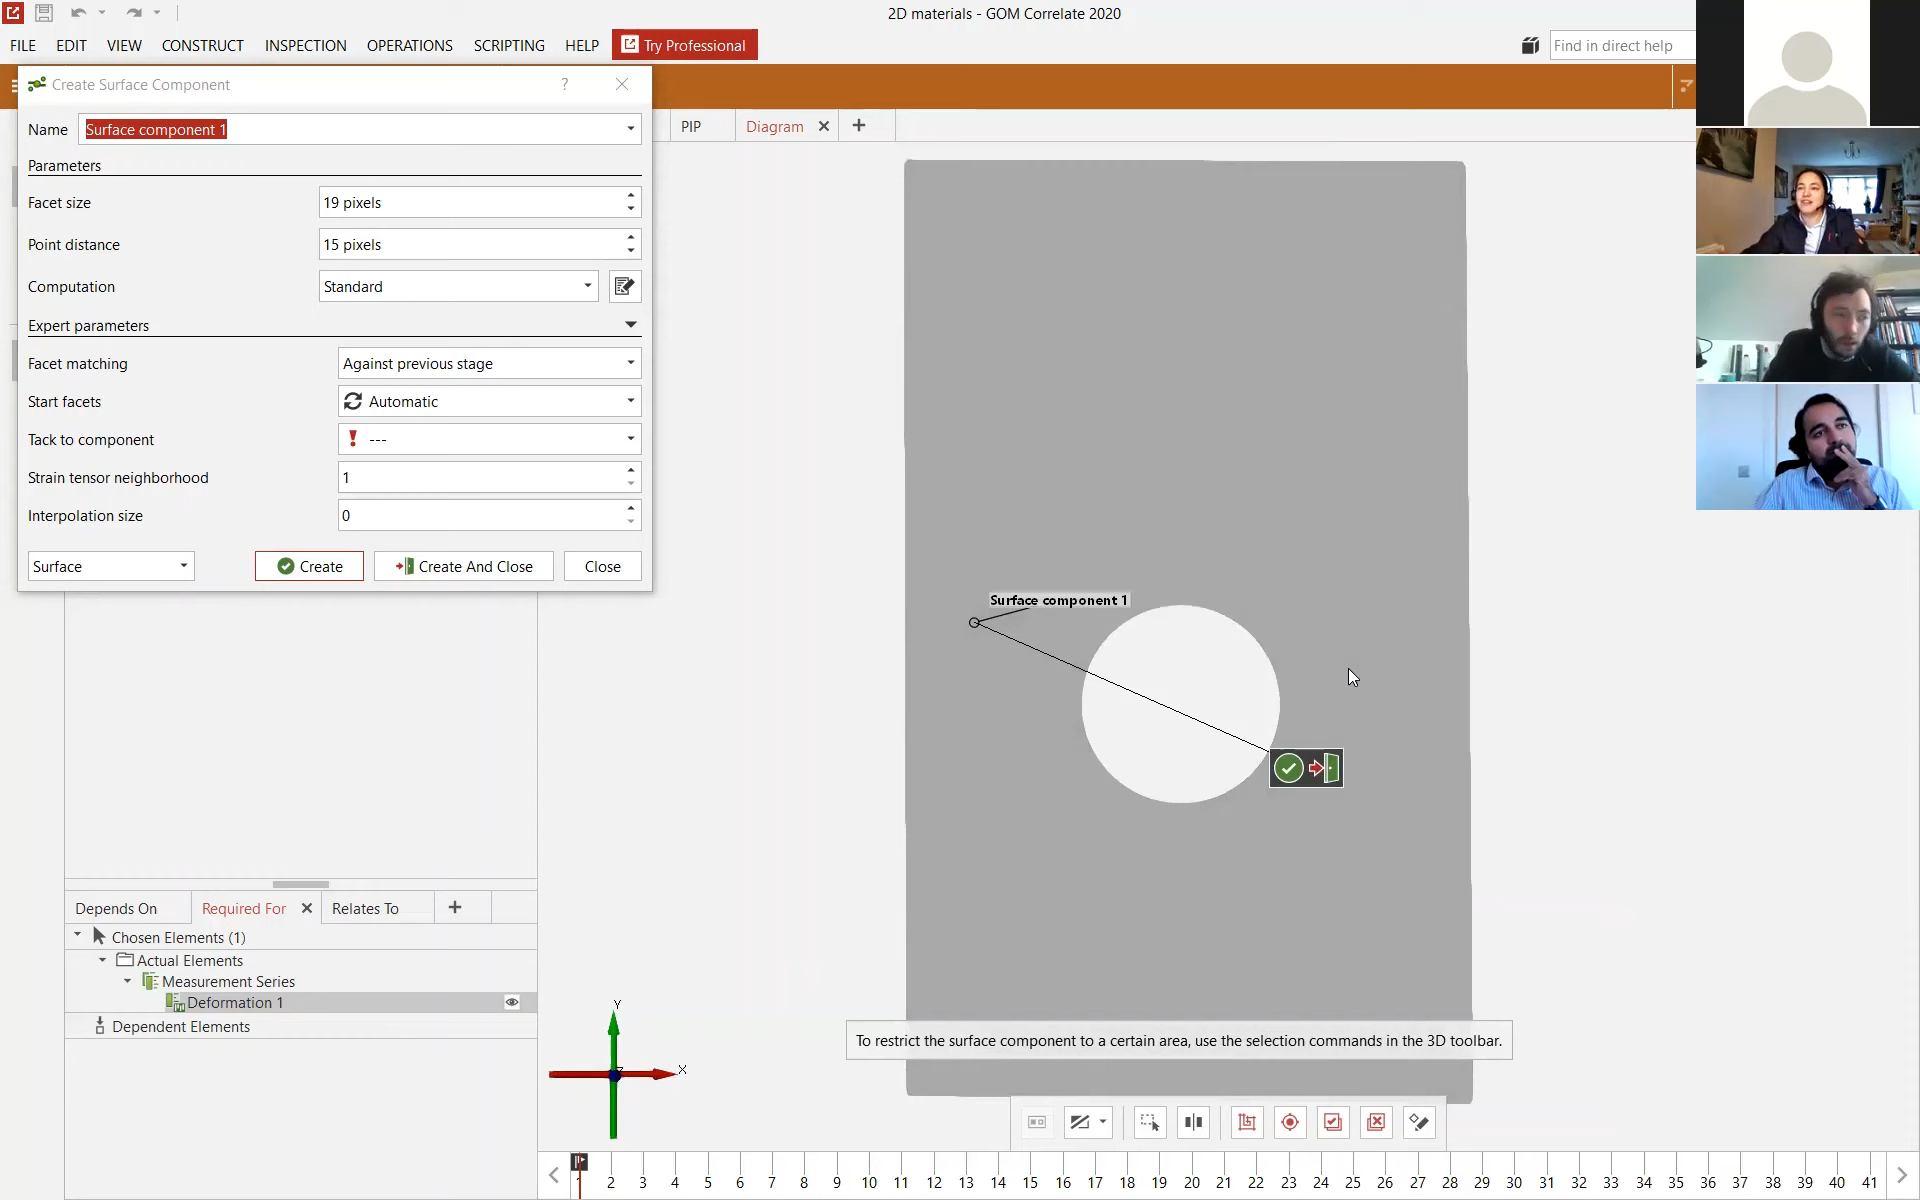 2D materials - GOM Correlate 2020
FILE EDIT VIEW CONSTRUCT INSPECTION OPERATIONS SCRIPTING HELP Try Professional
Find in direct help
Create Surface Component ?
PIP Diagram
Name Surface component 1
Parameters
Facet size 19 pixels
Point distance 15 pixels
Computation Standard
Expert parameters
Facet matching Against previous stage
Start facets Automatic
Tack to component ---
Strain tensor neighborhood 1
Interpolation size 0
Surface Create Create And Close Close
Surface component 1
Depends On Required For Relates To
Chosen Elements (1)
Actual Elements
Measurement Series
Deformation 1
Dependent Elements
Y
X
To restrict the surface component to a certain area, use the selection commands in the 3D toolbar.
2 3 4 5 6 7 8 9 10 11 12 13 14 15 16 17 18 19 20 21 22 23 24 25 26 27 28 29 30 31 32 33 34 35 36 37 38 39 40 41